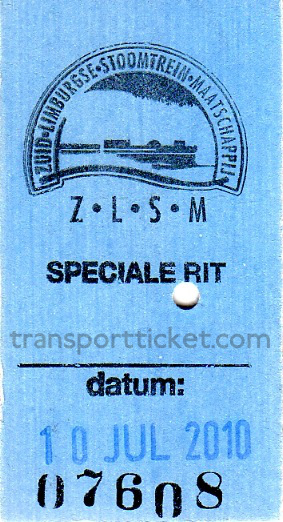 ZUID·LIMBURGSE·STOOMTREIN·MAATSCHAPPIJ
Z·L·S·M
SPECIALE RIT
transportticket.com
datum:
10 JUL 2010
07608